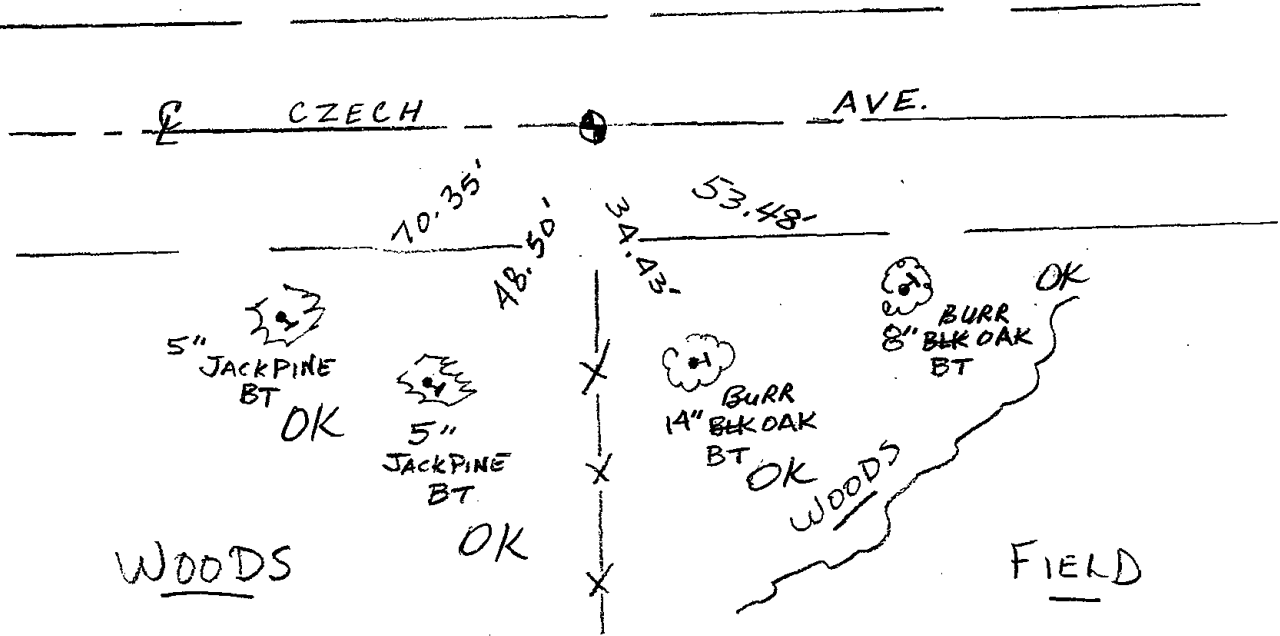 ℄ CZECH AVE.
70.35'
48.50'
34.43'
53.48'
5"
JACKPINE
BT
OK
5"
JACKPINE
BT
OK
BURR
14" BLK OAK
BT
OK
BURR
8" BLK OAK
BT
OK
WOODS
WOODS
FIELD